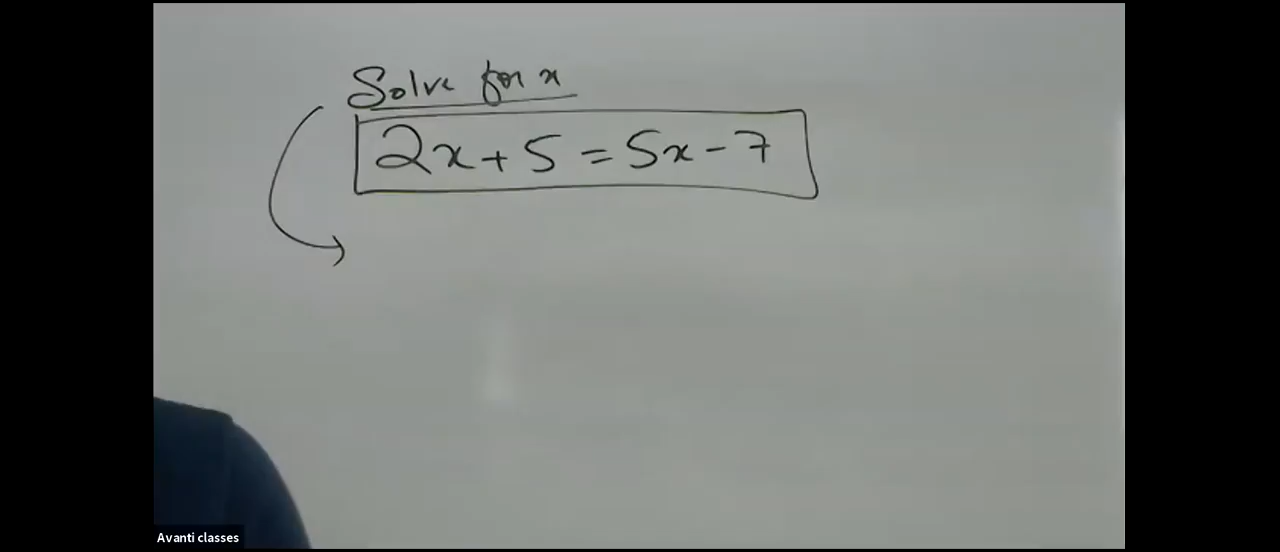 Solve for x
2x + 5 = 5x - 7
Avanti classes